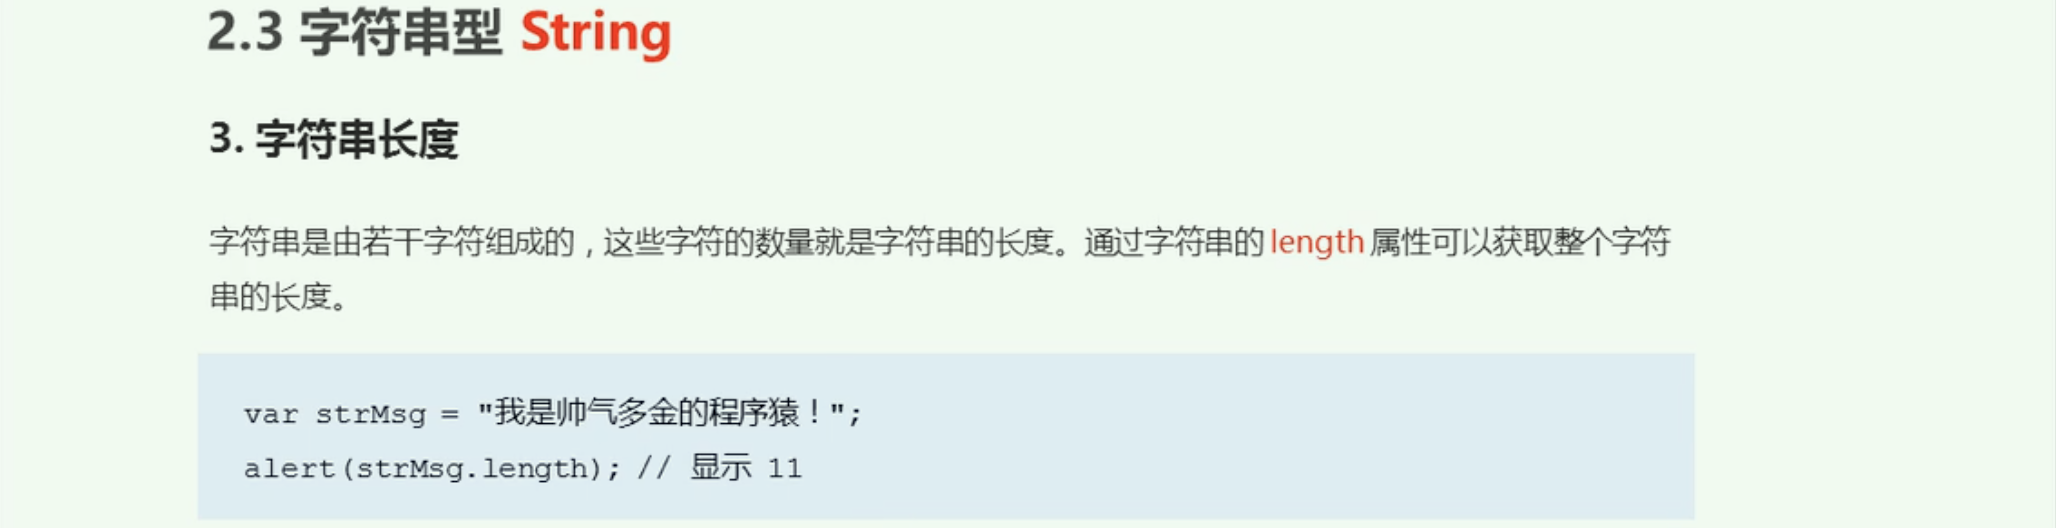 2.3 字符串型 String
3. 字符串长度
字符串是由若干字符组成的，这些字符的数量就是字符串的长度。通过字符串的 length 属性可以获取整个字符
串的长度。
var strMsg = "我是帅气多金的程序猿！";
alert(strMsg.length); // 显示 11